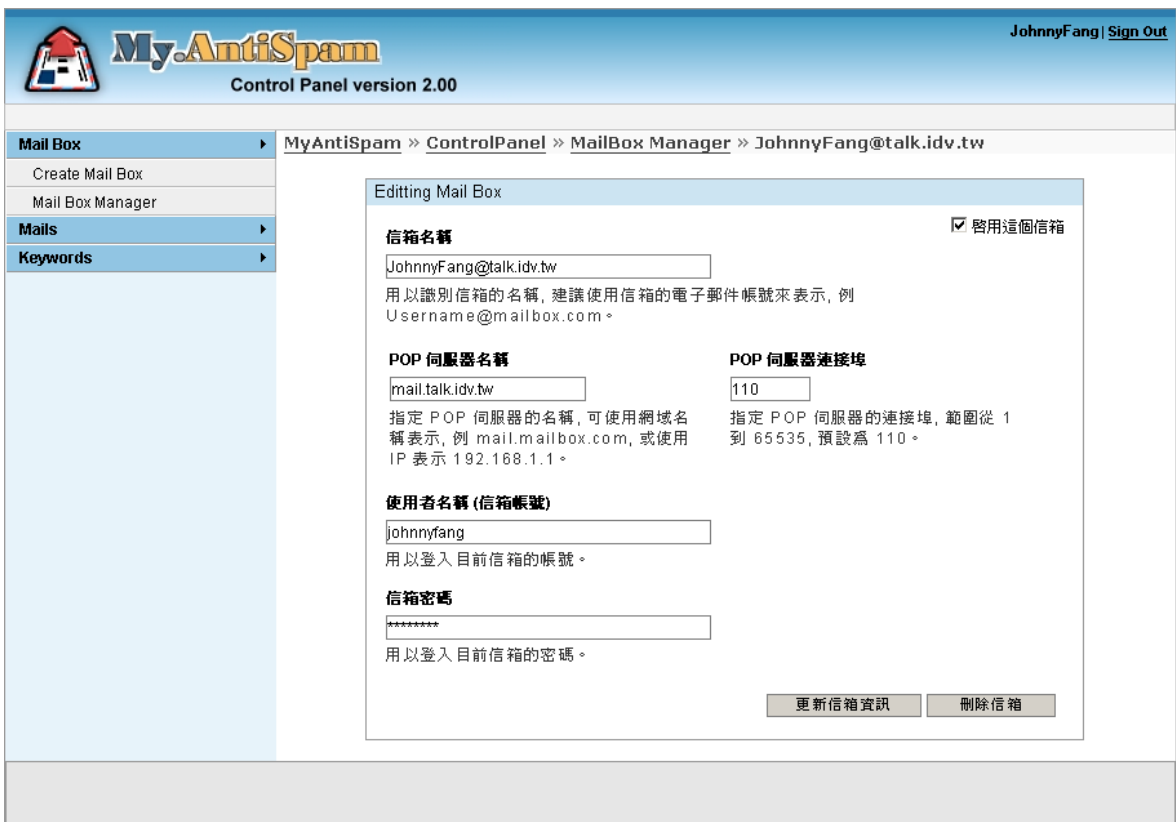 JohnnyFang | Sign Out
My.AntiSpam
Control Panel version 2.00
Mail Box
Create Mail Box
Mail Box Manager
Mails
Keywords
MyAntiSpam » ControlPanel » MailBox Manager » JohnnyFang@talk.idv.tw
Editting Mail Box
啓用這個信箱
信箱名稱
JohnnyFang@talk.idv.tw
用以識別信箱的名稱, 建議使用信箱的電子郵件帳號來表示, 例
Username@mailbox.com。
POP 伺服器名稱
mail.talk.idv.tw
指定 POP 伺服器的名稱, 可使用網域名
稱表示, 例 mail.mailbox.com, 或使用
IP 表示 192.168.1.1。
POP 伺服器連接埠
110
指定 POP 伺服器的連接埠, 範圍從 1
到 65535, 預設爲 110。
使用者名稱 (信箱帳號)
johnnyfang
用以登入目前信箱的帳號。
信箱密碼
********
用以登入目前信箱的密碼。
更新信箱資訊
刪除信箱